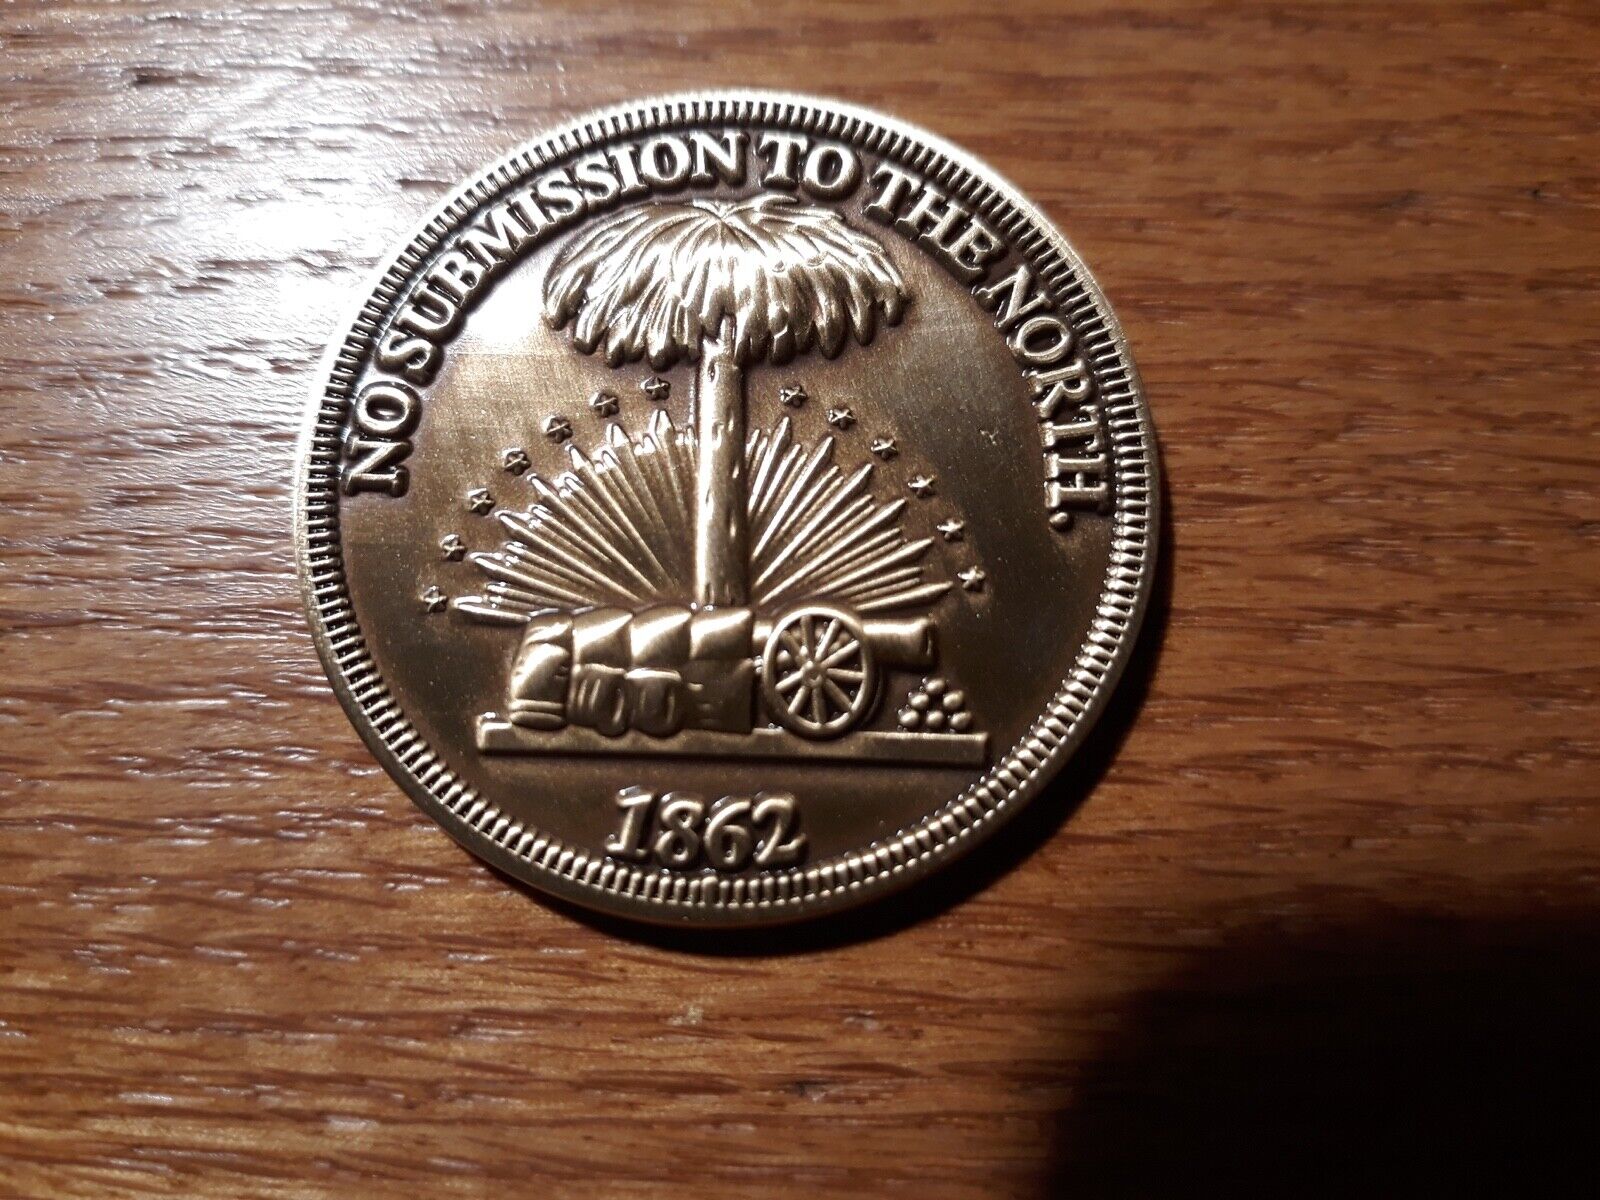 NO SUBMISSION TO THE NORTH.
1862